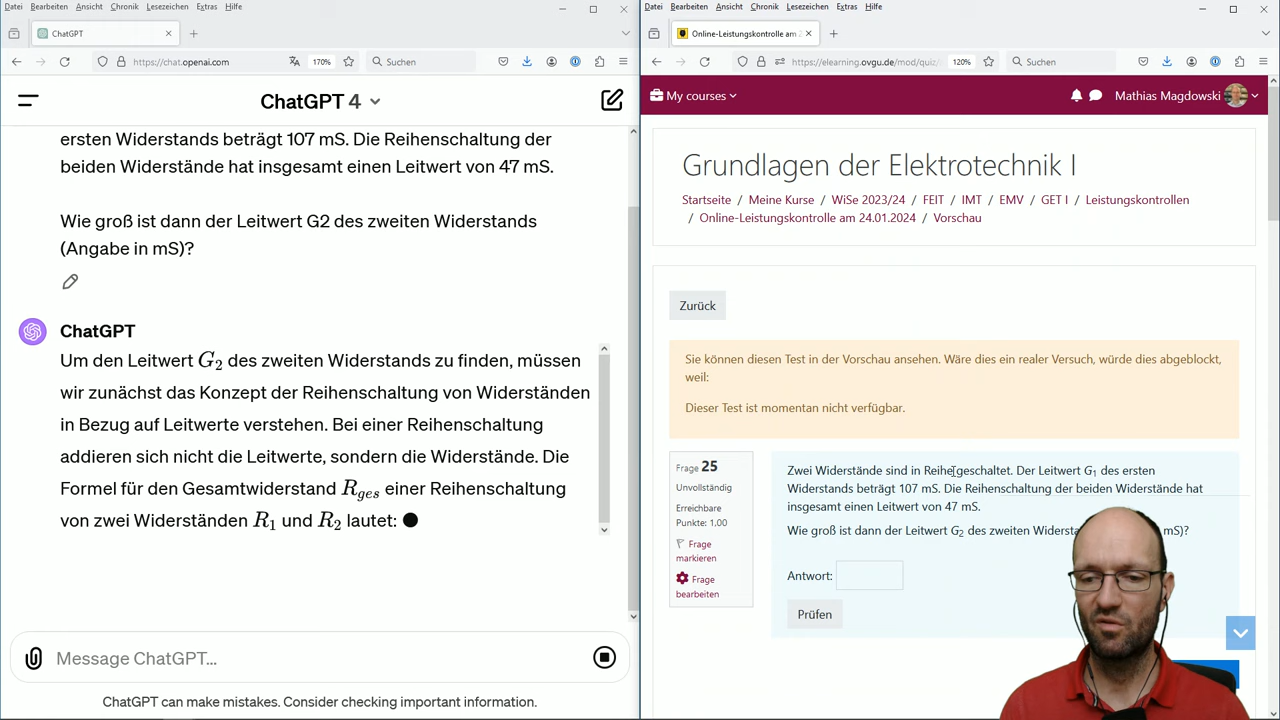 Datei Bearbeiten Ansicht Chronik Lesezeichen Extras Hilfe
ChatGPT
https://chat.openai.com 170% Suchen
ChatGPT 4
ersten Widerstands beträgt 107 mS. Die Reihenschaltung der
beiden Widerstände hat insgesamt einen Leitwert von 47 mS.
Wie groß ist dann der Leitwert G2 des zweiten Widerstands
(Angabe in mS)?
ChatGPT
Um den Leitwert G₂ des zweiten Widerstands zu finden, müssen
wir zunächst das Konzept der Reihenschaltung von Widerständen
in Bezug auf Leitwerte verstehen. Bei einer Reihenschaltung
addieren sich nicht die Leitwerte, sondern die Widerstände. Die
Formel für den Gesamtwiderstand R_ges einer Reihenschaltung
von zwei Widerständen R₁ und R₂ lautet:
Message ChatGPT...
ChatGPT can make mistakes. Consider checking important information.
Datei Bearbeiten Ansicht Chronik Lesezeichen Extras Hilfe
Online-Leistungskontrolle am 2
https://elearning.ovgu.de/mod/quiz/ 120% Suchen
My courses Mathias Magdowski
Grundlagen der Elektrotechnik I
Startseite / Meine Kurse / WiSe 2023/24 / FEIT / IMT / EMV / GET I / Leistungskontrollen
/ Online-Leistungskontrolle am 24.01.2024 / Vorschau
Zurück
Sie können diesen Test in der Vorschau ansehen. Wäre dies ein realer Versuch, würde dies abgeblockt,
weil:
Dieser Test ist momentan nicht verfügbar.
Frage 25
Unvollständig
Erreichbare
Punkte: 1,00
Frage
markieren
Frage
bearbeiten
Zwei Widerstände sind in Reihe geschaltet. Der Leitwert G₁ des ersten
Widerstands beträgt 107 mS. Die Reihenschaltung der beiden Widerstände hat
insgesamt einen Leitwert von 47 mS.
Wie groß ist dann der Leitwert G₂ des zweiten Widersta mS)?
Antwort:
Prüfen